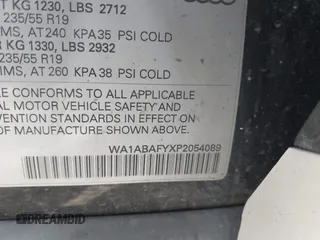 T KG 1230, LBS 2712
235/55 R19
IMS, AT 240 KPA 35 PSI COLD
R KG 1330, LBS 2932
235/55 R19
IMS, AT 260 KPA 38 PSI COLD
CONFORMS TO ALL APPLICABLE
AL MOTOR VEHICLE SAFETY AND
PREVENTION STANDARDS IN EFFECT
OF MANUFACTURE SHOWN ABOVE
WA1ABAFYXP2054089
DREAMBID